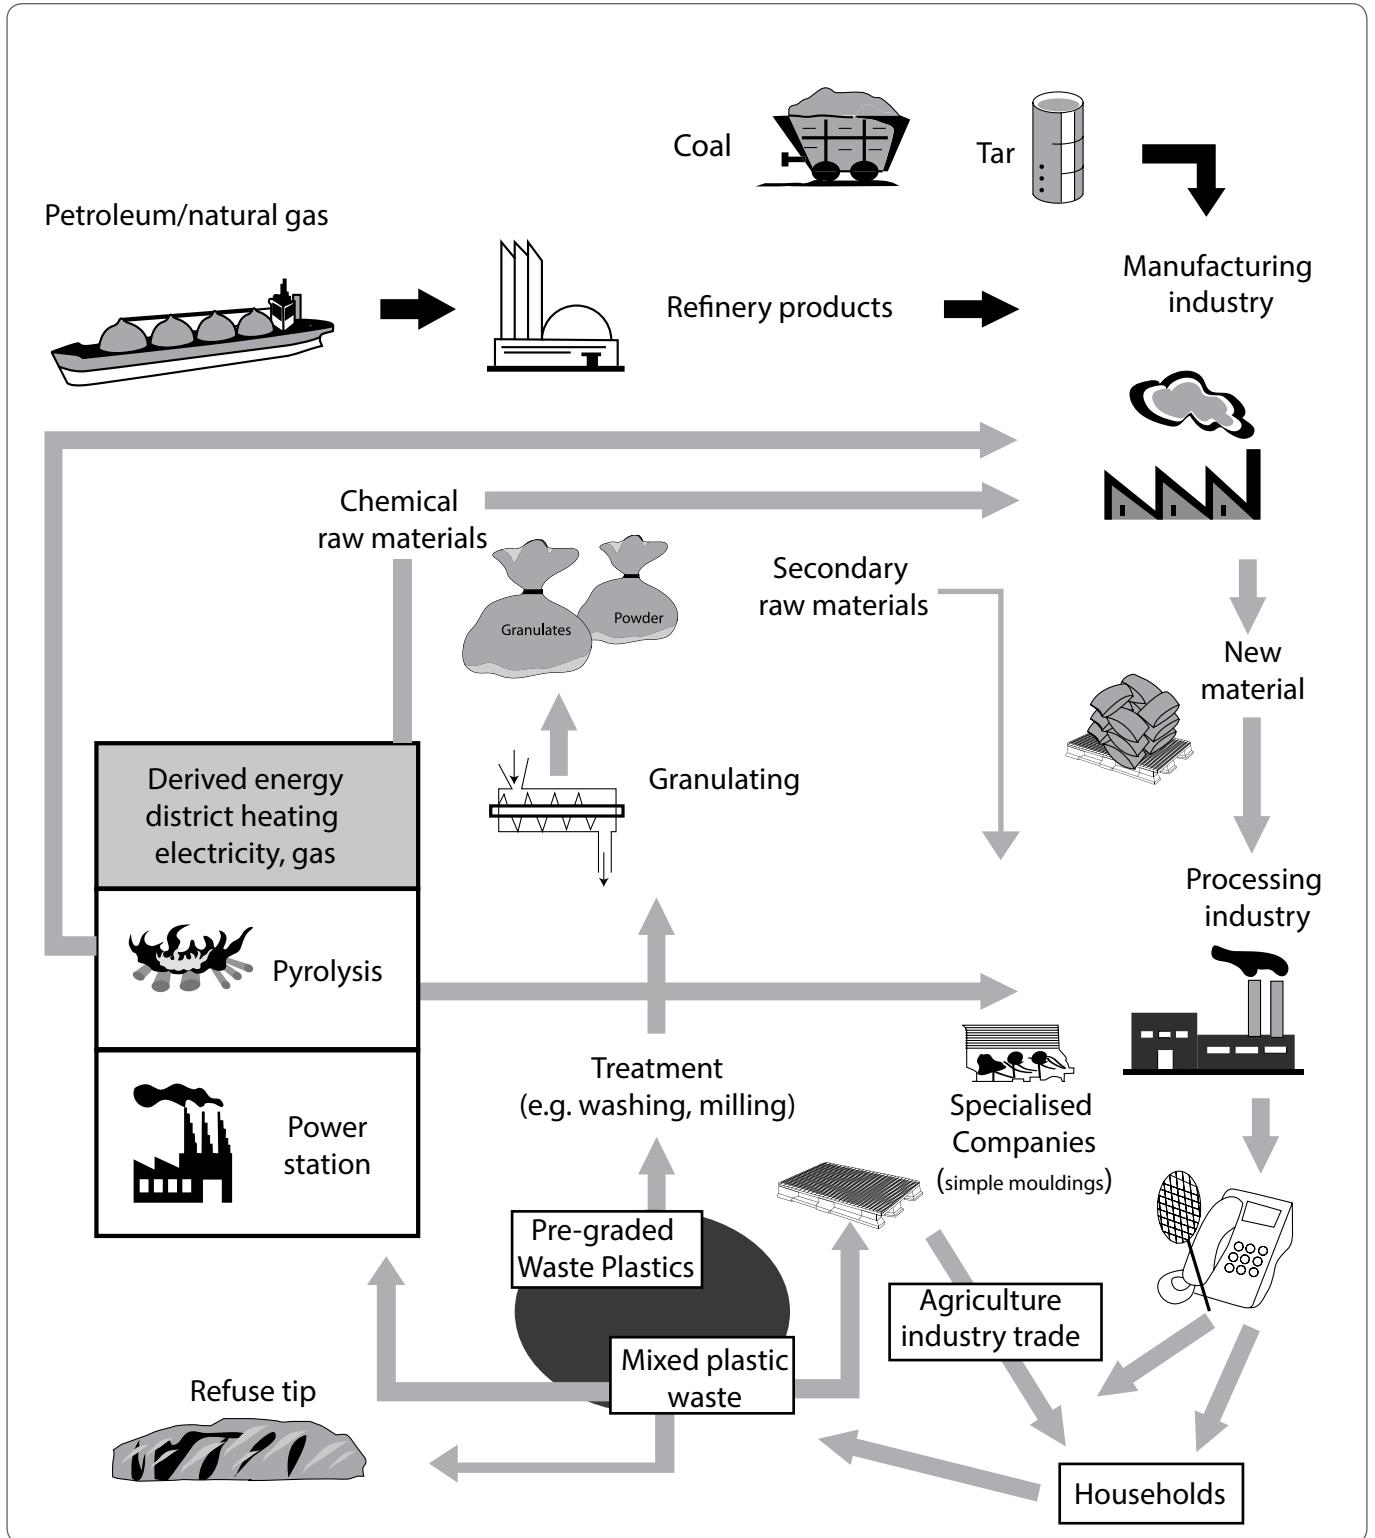 Coal
Tar
Petroleum/natural gas
Manufacturing
industry
Refinery products
Chemical
raw materials
Granulates
Powder
Secondary
raw materials
New
material
Granulating
Derived energy
district heating
electricity, gas
Processing
industry
Pyrolysis
Treatment
(e.g. washing, milling)
Specialised
Companies
(simple mouldings)
Power
station
Pre-graded
Waste Plastics
Agriculture
industry trade
Mixed plastic
waste
Refuse tip
Households